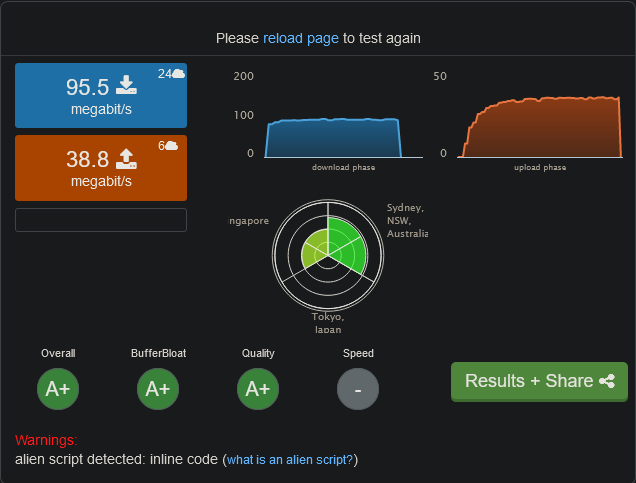 Please reload page to test again
24
95.5
megabit/s
6
38.8
megabit/s
200
100
0
download phase
50
0
upload phase
ngapore
Sydney,
NSW,
Australia
Tokyo,
Japan
Overall
BufferBloat
Quality
Speed
A+
A+
A+
-
Results + Share
Warnings:
alien script detected: inline code (what is an alien script?)